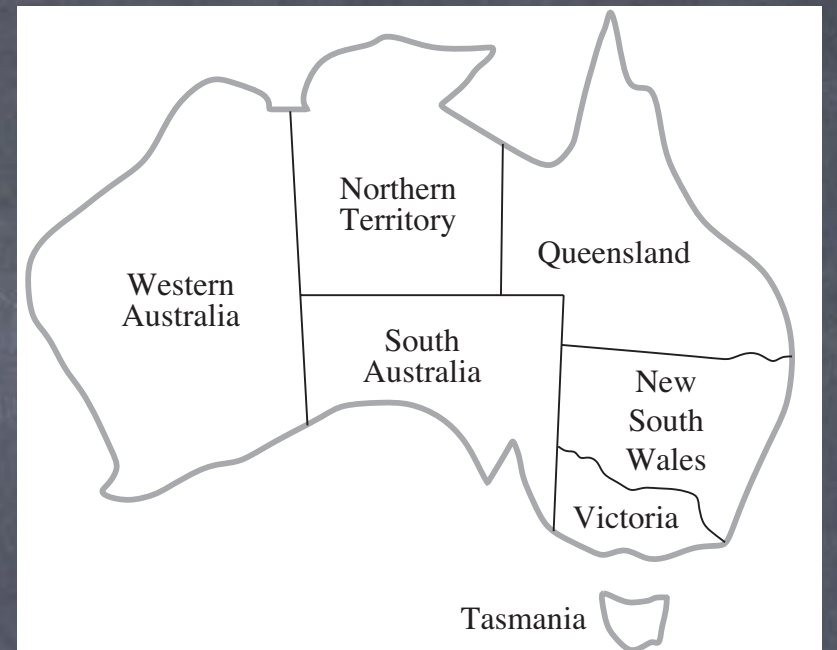 Northern
Territory
Queensland
Western
Australia
South
Australia
New
South
Wales
Victoria
Tasmania